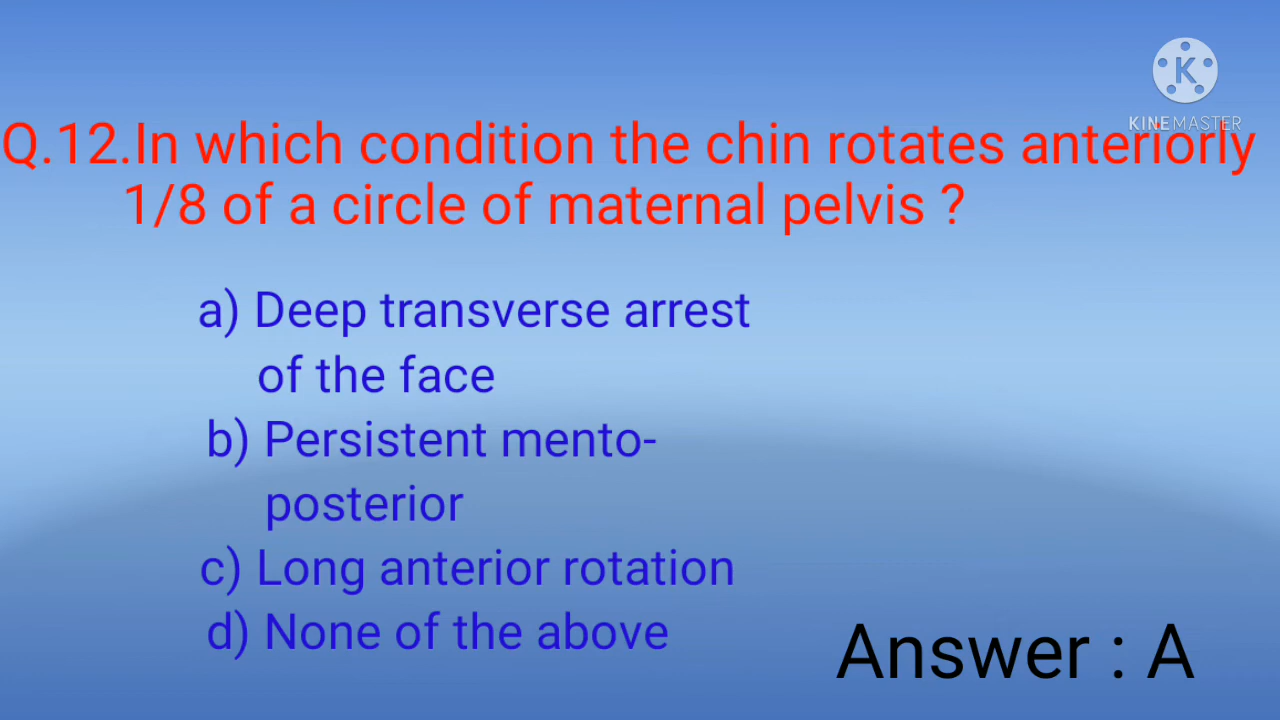 KINEMASTER
Q.12.In which condition the chin rotates anteriorly
1/8 of a circle of maternal pelvis ?
a) Deep transverse arrest
of the face
b) Persistent mento-
posterior
c) Long anterior rotation
d) None of the above
Answer : A